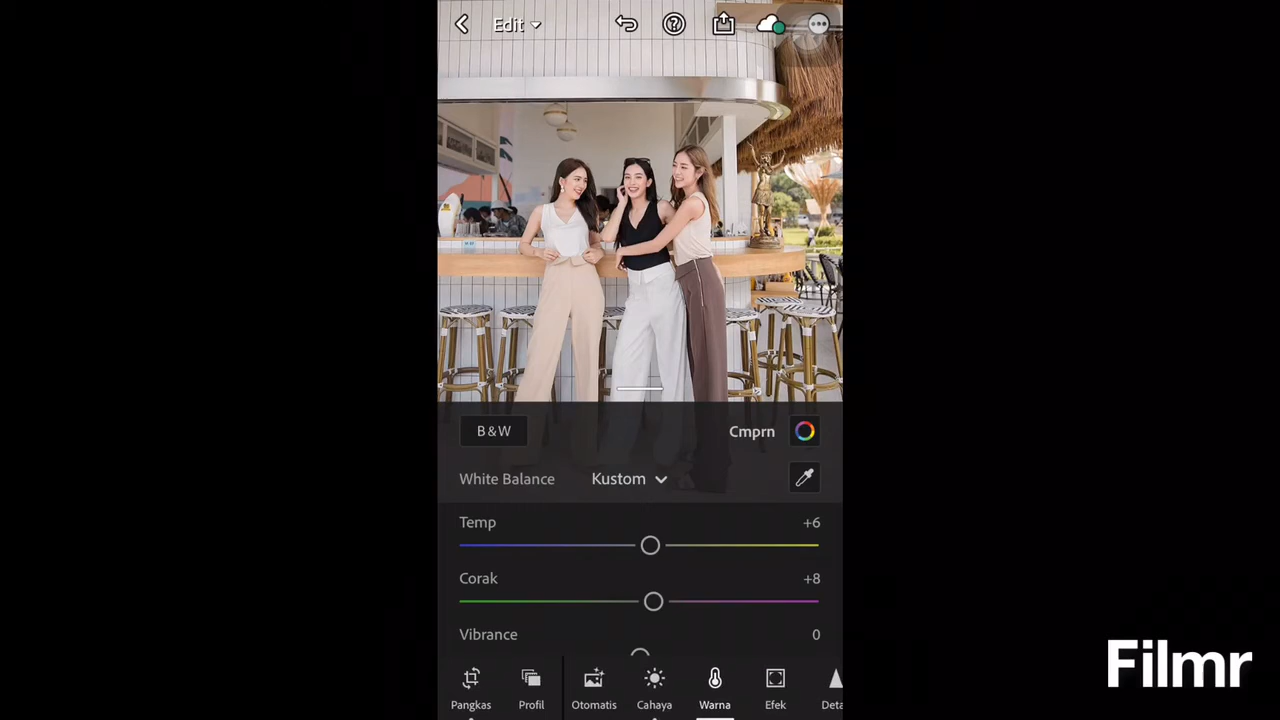 Edit
B&W
Cmprn
White Balance
Kustom
Temp
+6
Corak
+8
Vibrance
0
Pangkas
Profil
Otomatis
Cahaya
Warna
Efek
Deta
Filmr